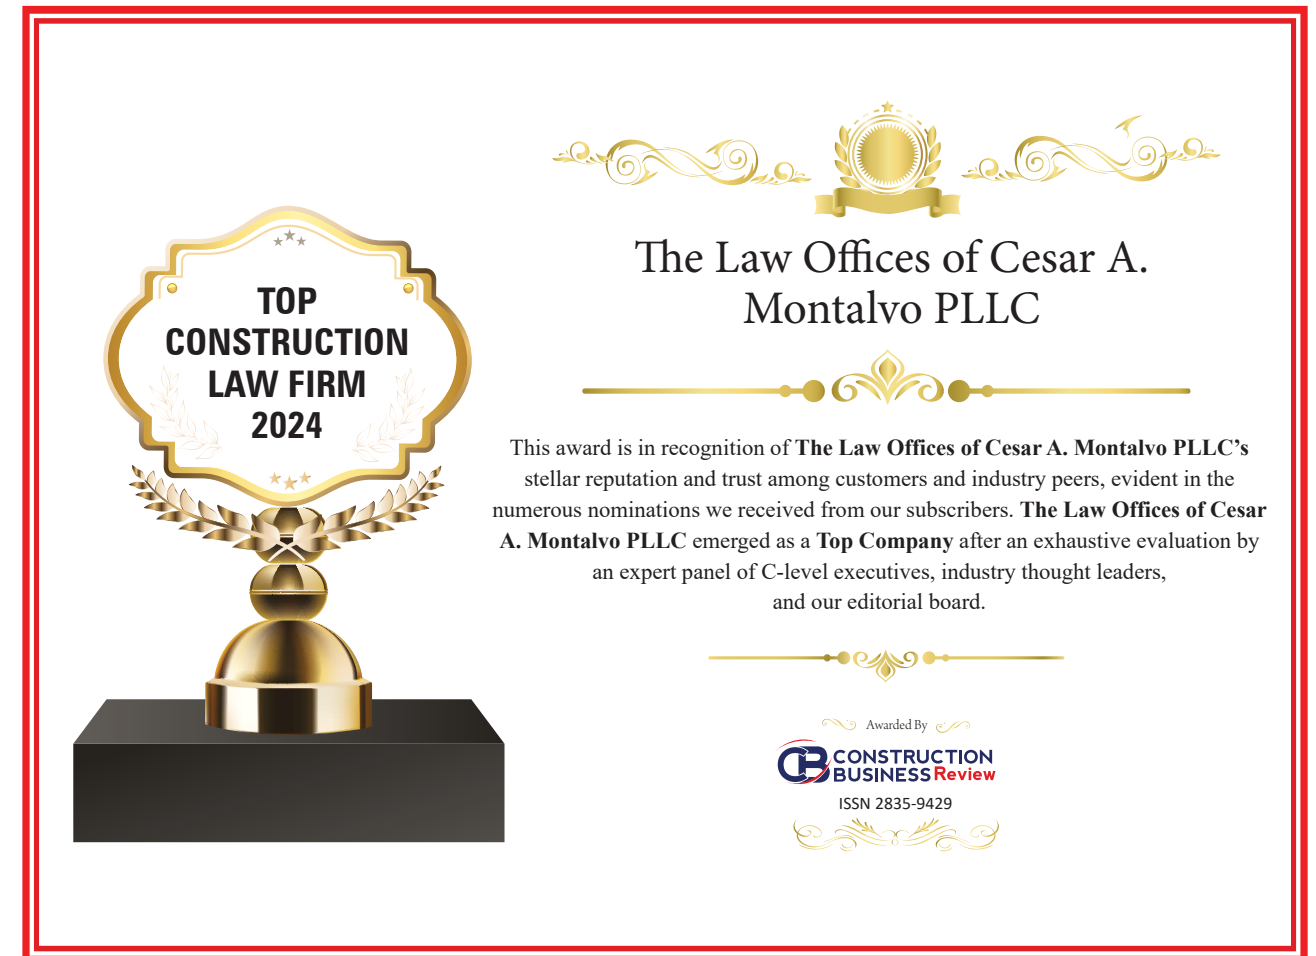 TOP
CONSTRUCTION
LAW FIRM
2024
The Law Offices of Cesar A.
Montalvo PLLC
This award is in recognition of The Law Offices of Cesar A. Montalvo PLLC’s
stellar reputation and trust among customers and industry peers, evident in the
numerous nominations we received from our subscribers. The Law Offices of Cesar
A. Montalvo PLLC emerged as a Top Company after an exhaustive evaluation by
an expert panel of C-level executives, industry thought leaders,
and our editorial board.
Awarded By
CB CONSTRUCTION
BUSINESS Review
ISSN 2835-9429